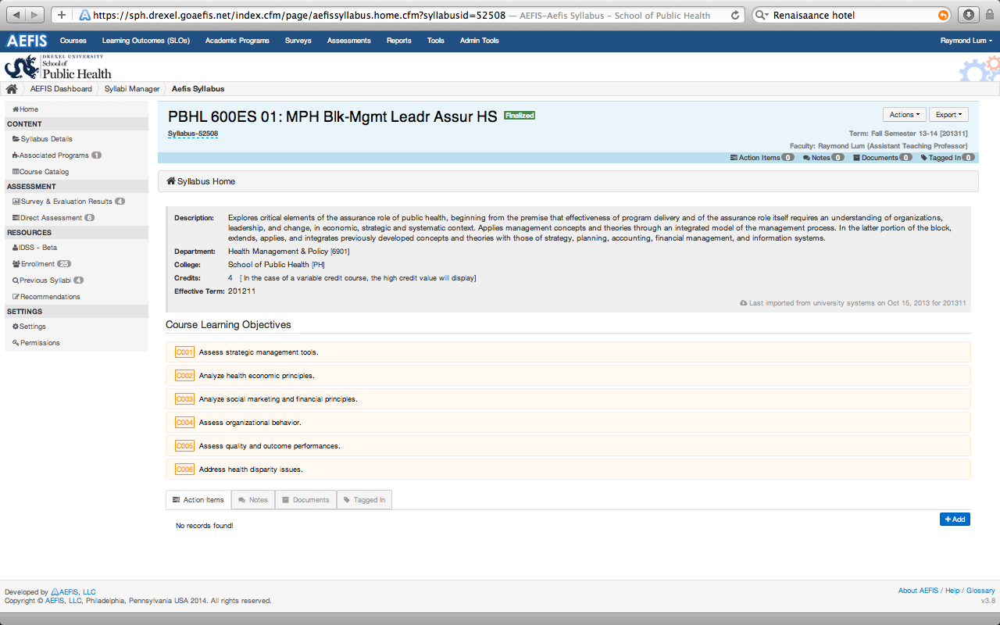 https://sph.drexel.goaefis.net/index.cfm/page/aefissyllabus.home.cfm?syllabusid=52508 — AEFIS-Aefis Syllabus – School of Public Health
Renaisaance hotel
AEFIS Courses Learning Outcomes (SLOs) Academic Programs Surveys Assessments Reports Tools Admin Tools Raymond Lum
DREXEL UNIVERSITY
School of
Public Health
AEFIS Dashboard Syllabi Manager Aefis Syllabus
Home
CONTENT
Syllabus Details
Associated Programs 1
Course Catalog
ASSESSMENT
Survey & Evaluation Results 4
Direct Assessment 6
RESOURCES
IDSS - Beta
Enrollment 25
Previous Syllabi 4
Recommendations
SETTINGS
Settings
Permissions
PBHL 600ES 01: MPH Blk-Mgmt Leadr Assur HS Finalized
Actions Export
Syllabus-52508
Term: Fall Semester 13-14 [201311]
Faculty: Raymond Lum (Assistant Teaching Professor)
Action Items 0 Notes 0 Documents 0 Tagged In 0
Syllabus Home
Description: Explores critical elements of the assurance role of public health, beginning from the premise that effectiveness of program delivery and of the assurance role itself requires an understanding of organizations,
leadership, and change, in economic, strategic and systematic context. Applies management concepts and theories through an integrated model of the management process. In the latter portion of the block,
extends, applies, and integrates previously developed concepts and theories with those of strategy, planning, accounting, financial management, and information systems.
Department: Health Management & Policy [6901]
College: School of Public Health [PH]
Credits: 4 [ In the case of a variable credit course, the high credit value will display]
Effective Term: 201211
Last imported from university systems on Oct 15, 2013 for 201311
Course Learning Objectives
C001 Assess strategic management tools.
C002 Analyze health economic principles.
C003 Analyze social marketing and financial principles.
C004 Assess organizational behavior.
C005 Assess quality and outcome performances.
C006 Address health disparity issues.
Action Items Notes Documents Tagged In
+ Add
No records found!
Developed by AEFIS, LLC
Copyright © AEFIS, LLC, Philadelphia, Pennsylvania USA 2014. All rights reserved.
About AEFIS / Help / Glossary
v3.8